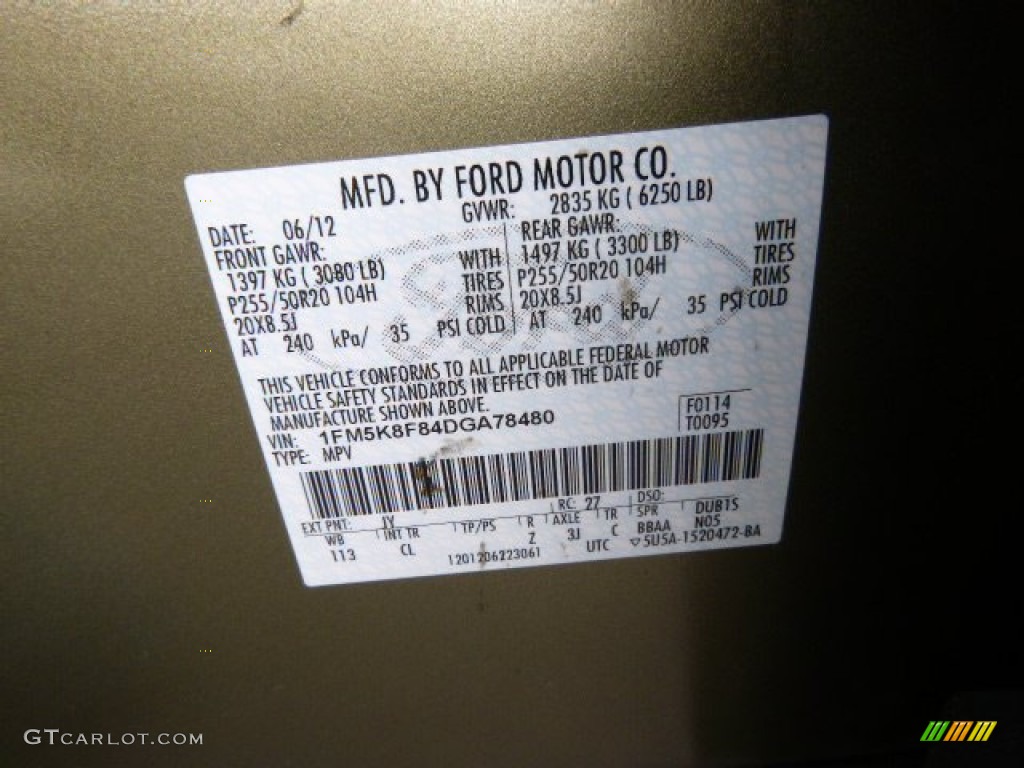 MFD. BY FORD MOTOR CO.
DATE: 06/12 GVWR: 2835 KG ( 6250 LB)
FRONT GAWR: REAR GAWR:
1397 KG ( 3080 LB) WITH 1497 KG ( 3300 LB) WITH
P255/50R20 104H TIRES P255/50R20 104H TIRES
20X8.5J RIMS 20X8.5J RIMS
AT 240 kPa/ 35 PSI COLD AT 240 kPa/ 35 PSI COLD
Ford
THIS VEHICLE CONFORMS TO ALL APPLICABLE FEDERAL MOTOR
VEHICLE SAFETY STANDARDS IN EFFECT ON THE DATE OF
MANUFACTURE SHOWN ABOVE.
VIN: 1FM5K8F84DGA78480 F0114
TYPE: MPV T0095
EXT PNT: JV RC: 27 DSO:
WB INT TR TP/PS R AXLE TR SPR DUB1S
113 CL Z 3J C BBAA N05
1201206223061 UTC ▽5U5A-1520472-BA
GTCARLOT.COM